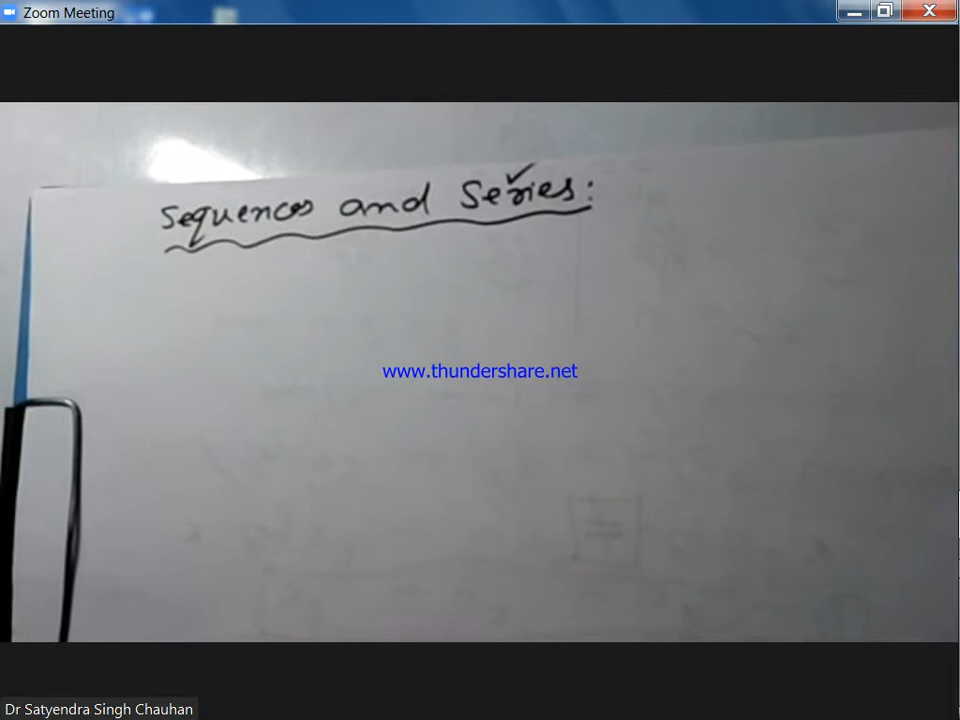 Zoom Meeting
Sequences and Series:
www.thundershare.net
Dr Satyendra Singh Chauhan